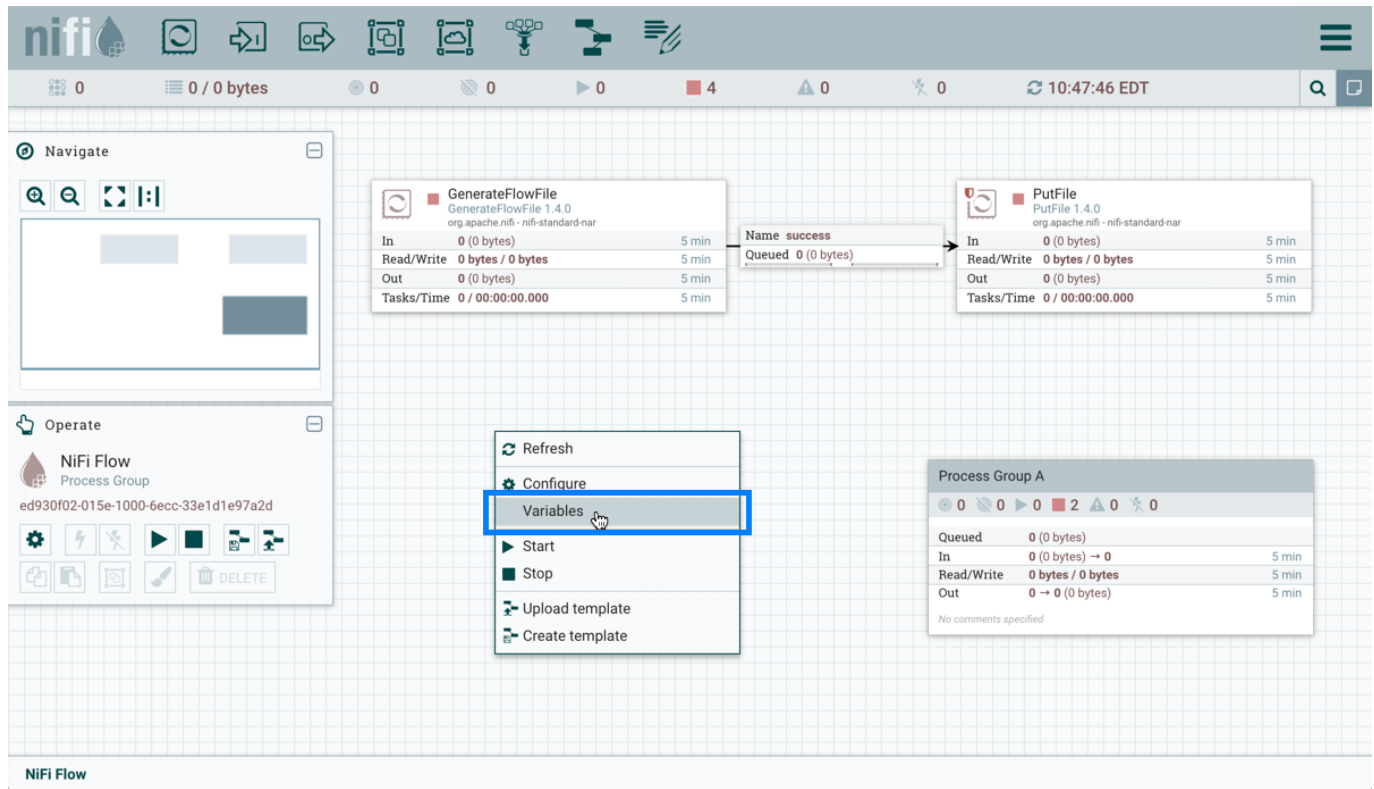 nifi
0
0 / 0 bytes
0
0
0
4
0
0
10:47:46 EDT
Navigate
GenerateFlowFile
GenerateFlowFile 1.4.0
org.apache.nifi - nifi-standard-nar
In 0 (0 bytes) 5 min
Read/Write 0 bytes / 0 bytes 5 min
Out 0 (0 bytes) 5 min
Tasks/Time 0 / 00:00:00.000 5 min
Name success
Queued 0 (0 bytes)
PutFile
PutFile 1.4.0
org.apache.nifi - nifi-standard-nar
In 0 (0 bytes) 5 min
Read/Write 0 bytes / 0 bytes 5 min
Out 0 (0 bytes) 5 min
Tasks/Time 0 / 00:00:00.000 5 min
Operate
NiFi Flow
Process Group
ed930f02-015e-1000-6ecc-33e1d1e97a2d
DELETE
Refresh
Configure
Variables
Start
Stop
Upload template
Create template
Process Group A
0 0 0 2 0 0
Queued 0 (0 bytes)
In 0 (0 bytes) → 0 5 min
Read/Write 0 bytes / 0 bytes 5 min
Out 0 → 0 (0 bytes) 5 min
No comments specified
NiFi Flow